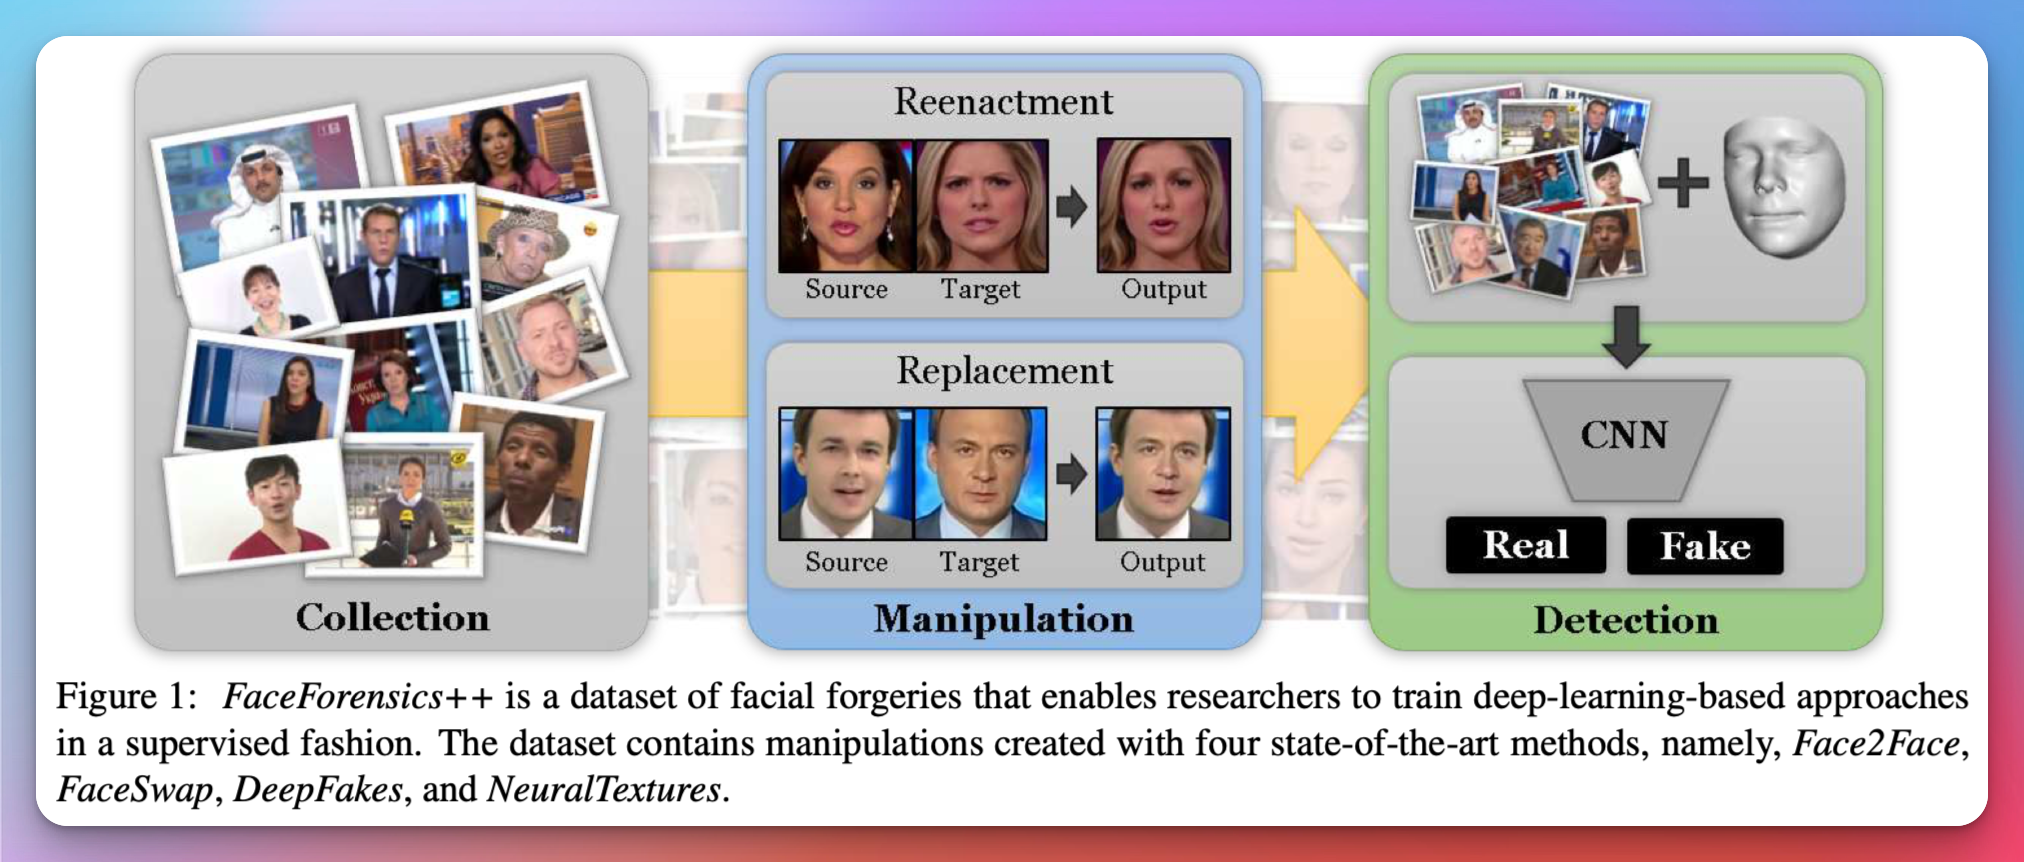 Collection
Reenactment
Source Target Output
Replacement
Source Target Output
Manipulation
CNN
Real Fake
Detection
Figure 1: FaceForensics++ is a dataset of facial forgeries that enables researchers to train deep-learning-based approaches
in a supervised fashion. The dataset contains manipulations created with four state-of-the-art methods, namely, Face2Face,
FaceSwap, DeepFakes, and NeuralTextures.